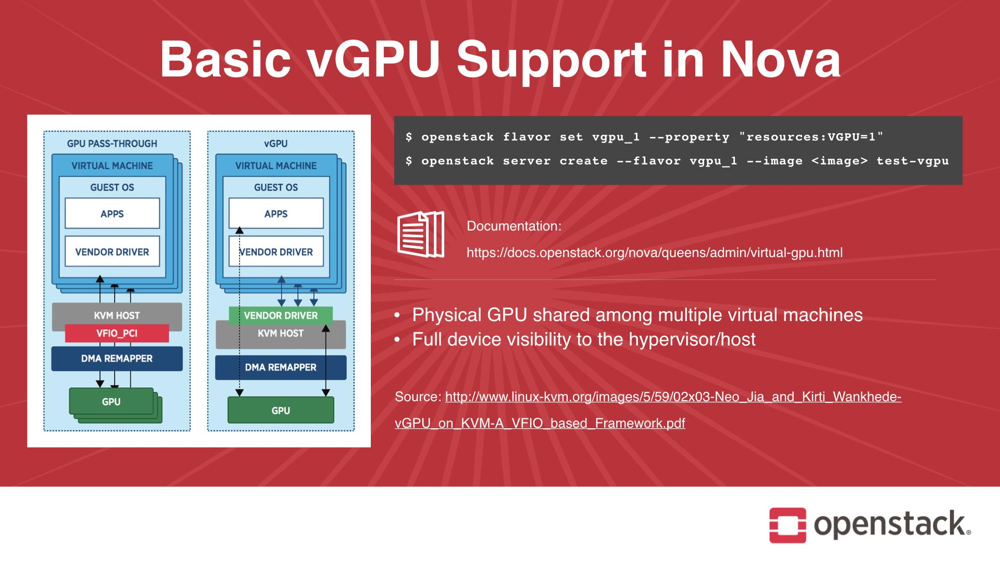 Basic vGPU Support in Nova
GPU PASS-THROUGH
VIRTUAL MACHINE
GUEST OS
APPS
VENDOR DRIVER
KVM HOST
VFIO_PCI
DMA REMAPPER
GPU
vGPU
VIRTUAL MACHINE
GUEST OS
APPS
VENDOR DRIVER
VENDOR DRIVER
KVM HOST
DMA REMAPPER
GPU
$ openstack flavor set vgpu_1 --property "resources:VGPU=1"
$ openstack server create --flavor vgpu_1 --image <image> test-vgpu
Documentation:
https://docs.openstack.org/nova/queens/admin/virtual-gpu.html
• Physical GPU shared among multiple virtual machines
• Full device visibility to the hypervisor/host
Source: http://www.linux-kvm.org/images/5/59/02x03-Neo_Jia_and_Kirti_Wankhede-
vGPU_on_KVM-A_VFIO_based_Framework.pdf
openstack.®